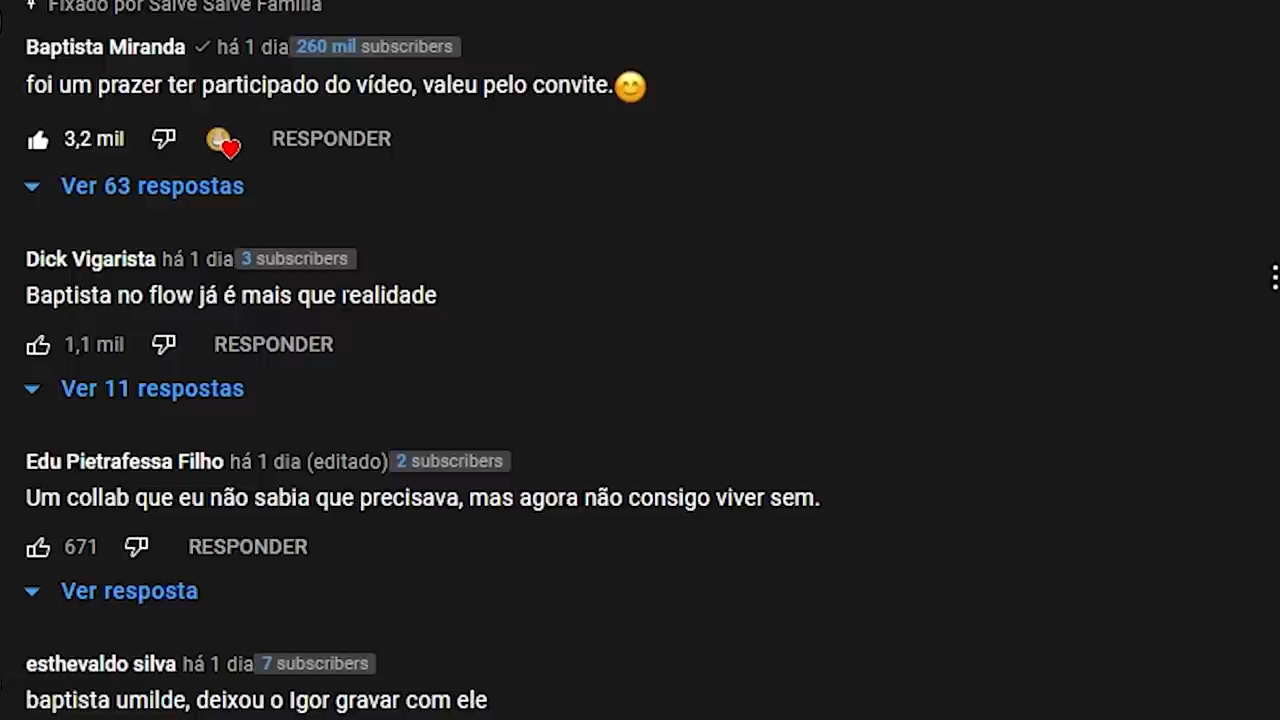 Fixado por Salve Salve Família
Baptista Miranda há 1 dia 260 mil subscribers
foi um prazer ter participado do vídeo, valeu pelo convite.😊
3,2 mil RESPONDER
Ver 63 respostas
Dick Vigarista há 1 dia 3 subscribers
Baptista no flow já é mais que realidade
1,1 mil RESPONDER
Ver 11 respostas
Edu Pietrafessa Filho há 1 dia (editado) 2 subscribers
Um collab que eu não sabia que precisava, mas agora não consigo viver sem.
671 RESPONDER
Ver resposta
esthevaldo silva há 1 dia 7 subscribers
baptista umilde, deixou o Igor gravar com ele